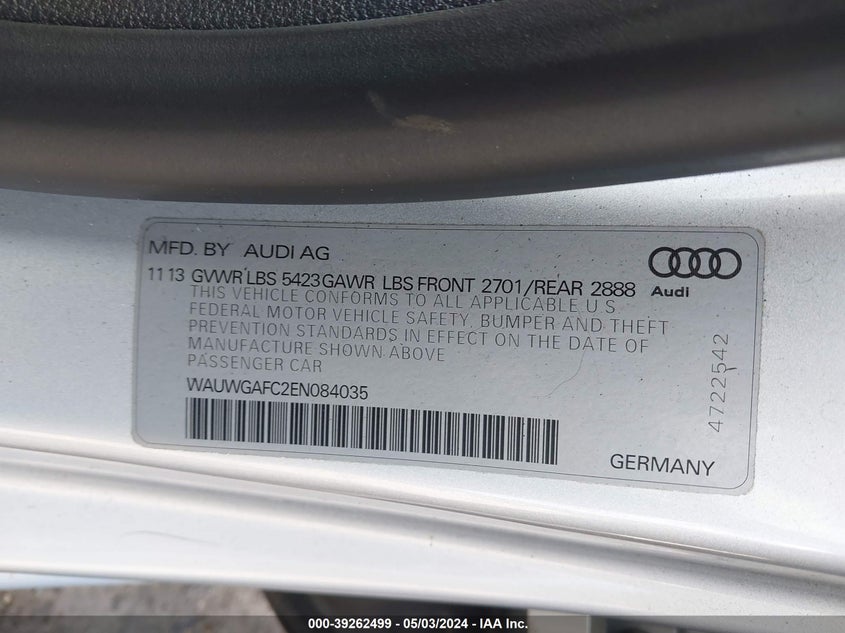 MFD. BY AUDI AG
11 13 GVWR LBS 5423 GAWR LBS FRONT 2701/REAR 2888
Audi
THIS VEHICLE CONFORMS TO ALL APPLICABLE U S
FEDERAL MOTOR VEHICLE SAFETY, BUMPER AND THEFT
PREVENTION STANDARDS IN EFFECT ON THE DATE OF
MANUFACTURE SHOWN ABOVE
PASSENGER CAR
WAUWGAFC2EN084035
4722542
GERMANY
000-39262499 - 05/03/2024 - IAAI.COM